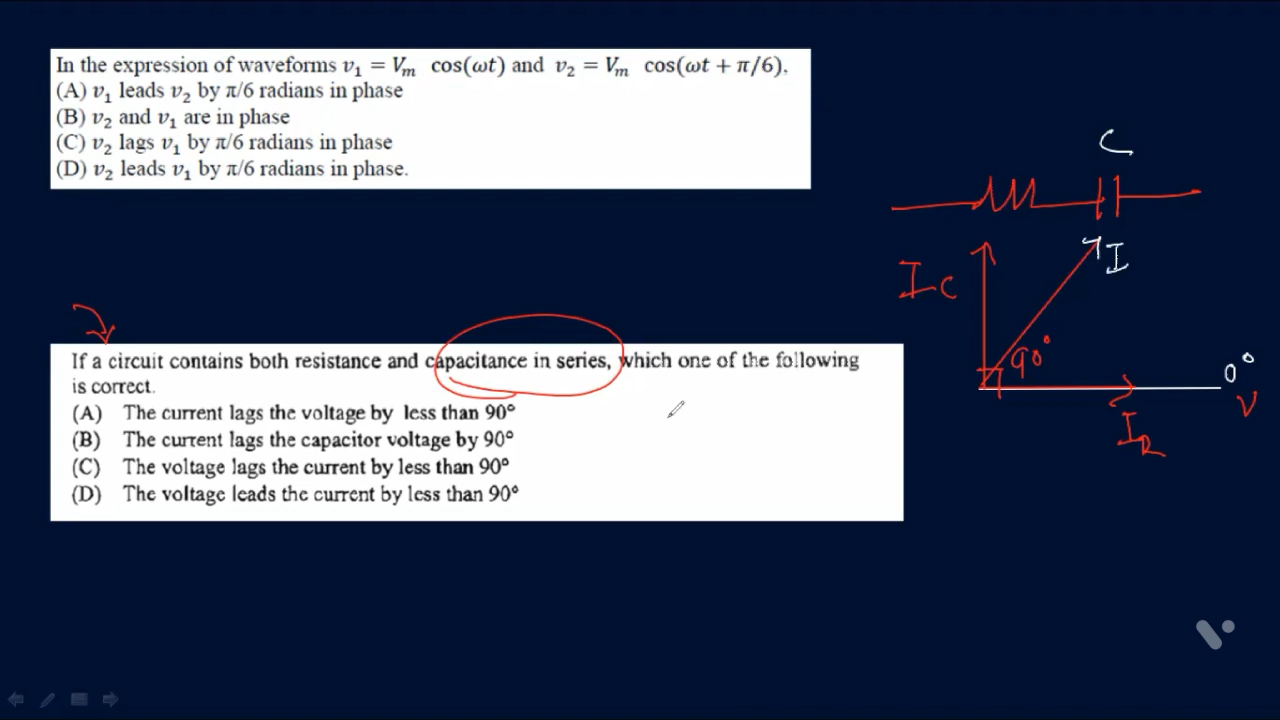 In the expression of waveforms v₁ = Vₘ cos(ωt) and v₂ = Vₘ cos(ωt + π/6),
(A) v₁ leads v₂ by π/6 radians in phase
(B) v₂ and v₁ are in phase
(C) v₂ lags v₁ by π/6 radians in phase
(D) v₂ leads v₁ by π/6 radians in phase.
C
I
I_C
90°
0°
V
I_R
If a circuit contains both resistance and capacitance in series, which one of the following
is correct.
(A) The current lags the voltage by less than 90°
(B) The current lags the capacitor voltage by 90°
(C) The voltage lags the current by less than 90°
(D) The voltage leads the current by less than 90°